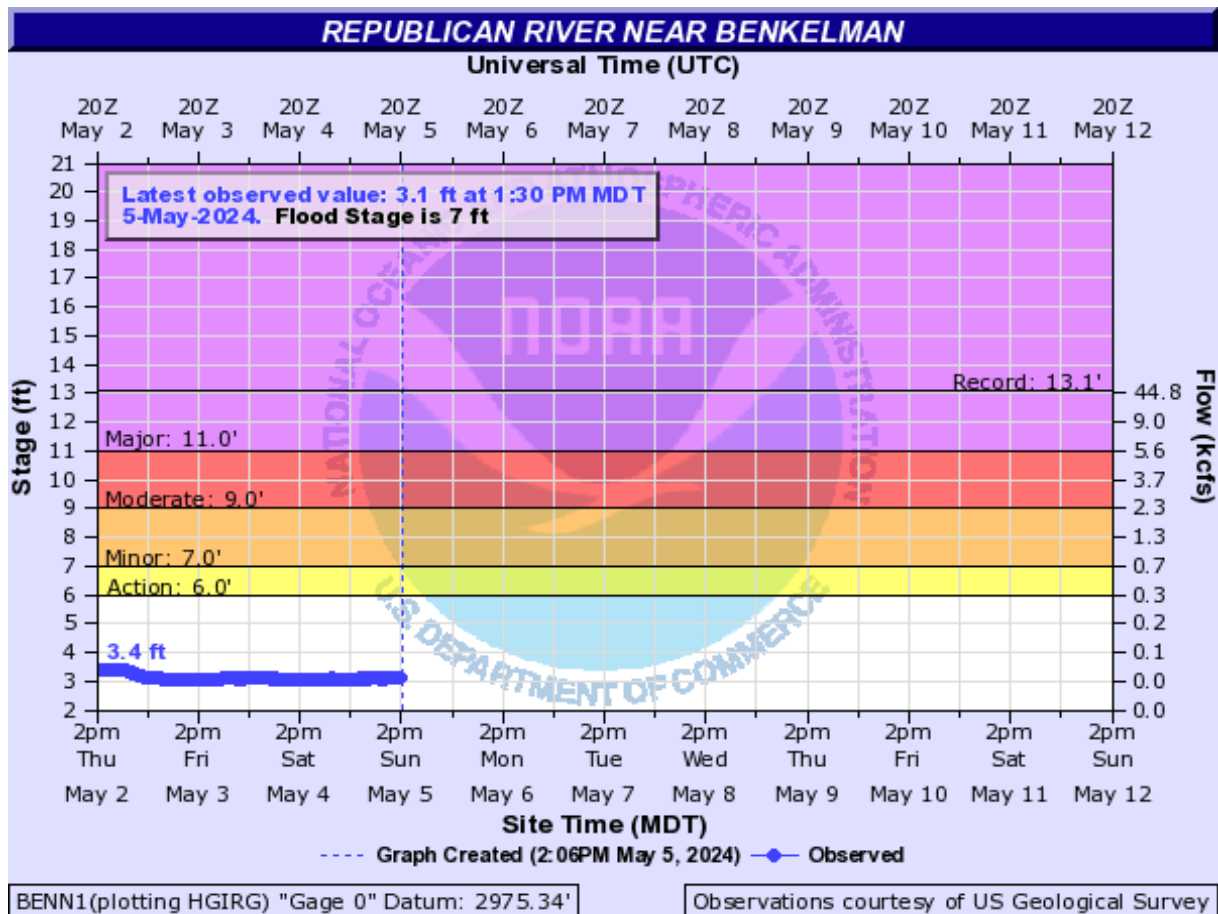 REPUBLICAN RIVER NEAR BENKELMAN
Universal Time (UTC)
20Z 20Z 20Z 20Z 20Z 20Z 20Z 20Z 20Z 20Z 20Z
May 2 May 3 May 4 May 5 May 6 May 7 May 8 May 9 May 10 May 11 May 12
Latest observed value: 3.1 ft at 1:30 PM MDT
5-May-2024. Flood Stage is 7 ft
21
20
19
18
17
16
15
14
13
12
11
10
9
8
7
6
5
4
3
2
Stage (ft)
Record: 13.1'
Major: 11.0'
Moderate: 9.0'
Minor: 7.0'
Action: 6.0'
3.4 ft
44.8
9.0
5.6
3.7
2.3
1.3
0.7
0.3
0.2
0.1
0.0
0.0
Flow (kcfs)
NATIONAL OCEANIC AND ATMOSPHERIC ADMINISTRATION
NOAA
U.S. DEPARTMENT OF COMMERCE
2pm 2pm 2pm 2pm 2pm 2pm 2pm 2pm 2pm 2pm 2pm
Thu Fri Sat Sun Mon Tue Wed Thu Fri Sat Sun
May 2 May 3 May 4 May 5 May 6 May 7 May 8 May 9 May 10 May 11 May 12
Site Time (MDT)
Graph Created (2:06PM May 5, 2024) Observed
BENN1(plotting HGIRG) "Gage 0" Datum: 2975.34'
Observations courtesy of US Geological Survey